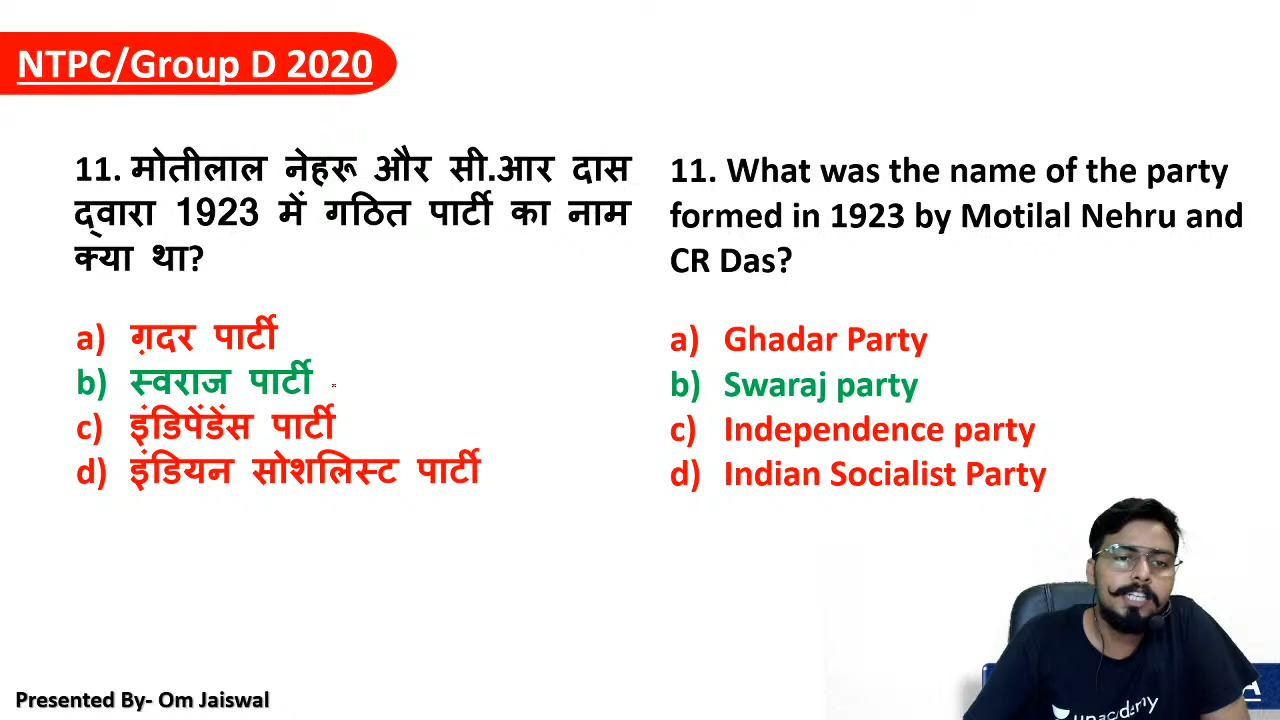 NTPC/Group D 2020
11. मोतीलाल नेहरू और सी.आर दास
द्वारा 1923 में गठित पार्टी का नाम
क्या था?
a) ग़दर पार्टी
b) स्वराज पार्टी
c) इंडिपेंडेंस पार्टी
d) इंडियन सोशलिस्ट पार्टी
11. What was the name of the party
formed in 1923 by Motilal Nehru and
CR Das?
a) Ghadar Party
b) Swaraj party
c) Independence party
d) Indian Socialist Party
Presented By- Om Jaiswal
unacademy